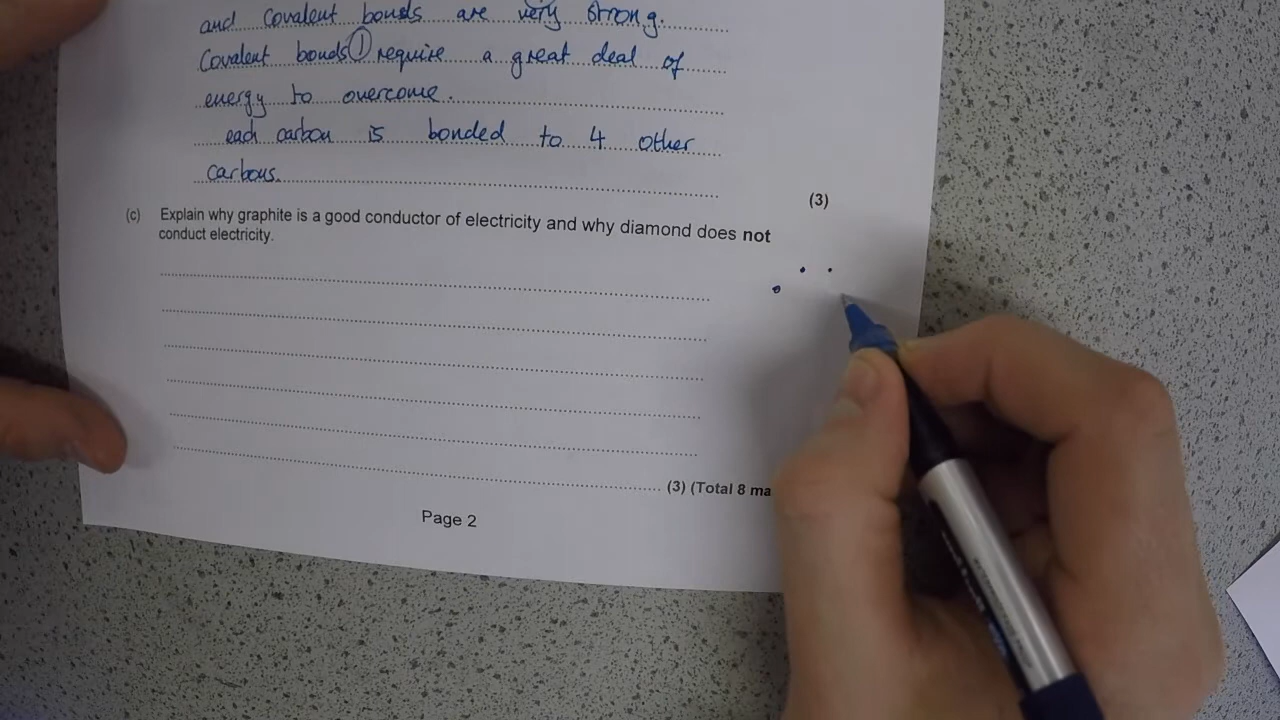 and covalent bonds are very strong.
Covalent bonds ① require a great deal of
energy to overcome.
each carbon is bonded to 4 other
carbons.
(3)
(c) Explain why graphite is a good conductor of electricity and why diamond does not
conduct electricity.
(3) (Total 8 ma
Page 2